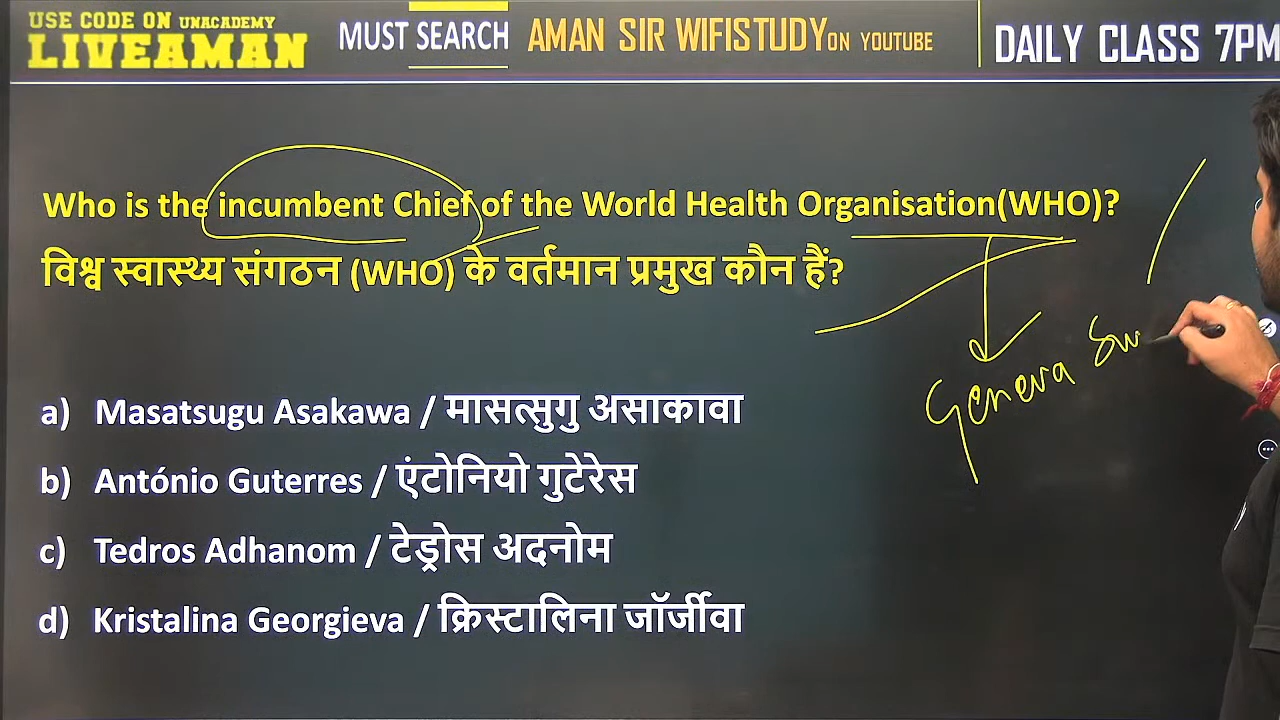 USE CODE ON UNACADEMY
LIVEAMAN
MUST SEARCH
AMAN SIR WIFISTUDY ON YOUTUBE
DAILY CLASS 7PM
Who is the incumbent Chief of the World Health Organisation(WHO)?
विश्व स्वास्थ्य संगठन (WHO) के वर्तमान प्रमुख कौन हैं?
Geneva Sw
a) Masatsugu Asakawa / मासत्सुगु असाकावा
b) António Guterres / एंटोनियो गुटेरेस
c) Tedros Adhanom / टेड्रोस अदनोम
d) Kristalina Georgieva / क्रिस्टालिना जॉर्जीवा